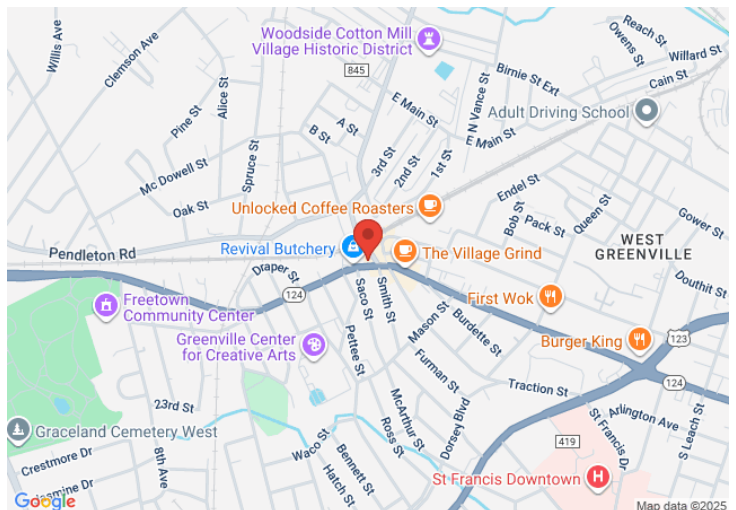 Woodside Cotton Mill
Village Historic District
Reach St
Owens St
Willard St
Willis Ave
Clemson Ave
845
Birnie St Ext
Cain St
Adult Driving School
E N Vance St
E Main St
E Main St
Alice St
Pine St
A St
B St
3rd St
2nd St
1st St
Spruce St
Mc Dowell St
Endel St
Unlocked Coffee Roasters
Oak St
Bob St
Pack St
Queen St
Gower St
Revival Butchery
The Village Grind
WEST
GREENVILLE
Pendleton Rd
Draper St
Douthit St
124
Freetown
Community Center
Saco St
Smith St
First Wok
Greenville Center
for Creative Arts
Pettee St
Mason St
Burdette St
Burger King
123
Furman St
124
Traction St
23rd St
McArthur St
Ross St
Dorsey Blvd
St Francis Dr
Arlington Ave
S Leach St
Graceland Cemetery West
8th Ave
Waco St
419
Crestmore Dr
Bennett St
Hatch St
St Francis Downtown
H
Jasmine Dr
Google
Map data ©2025